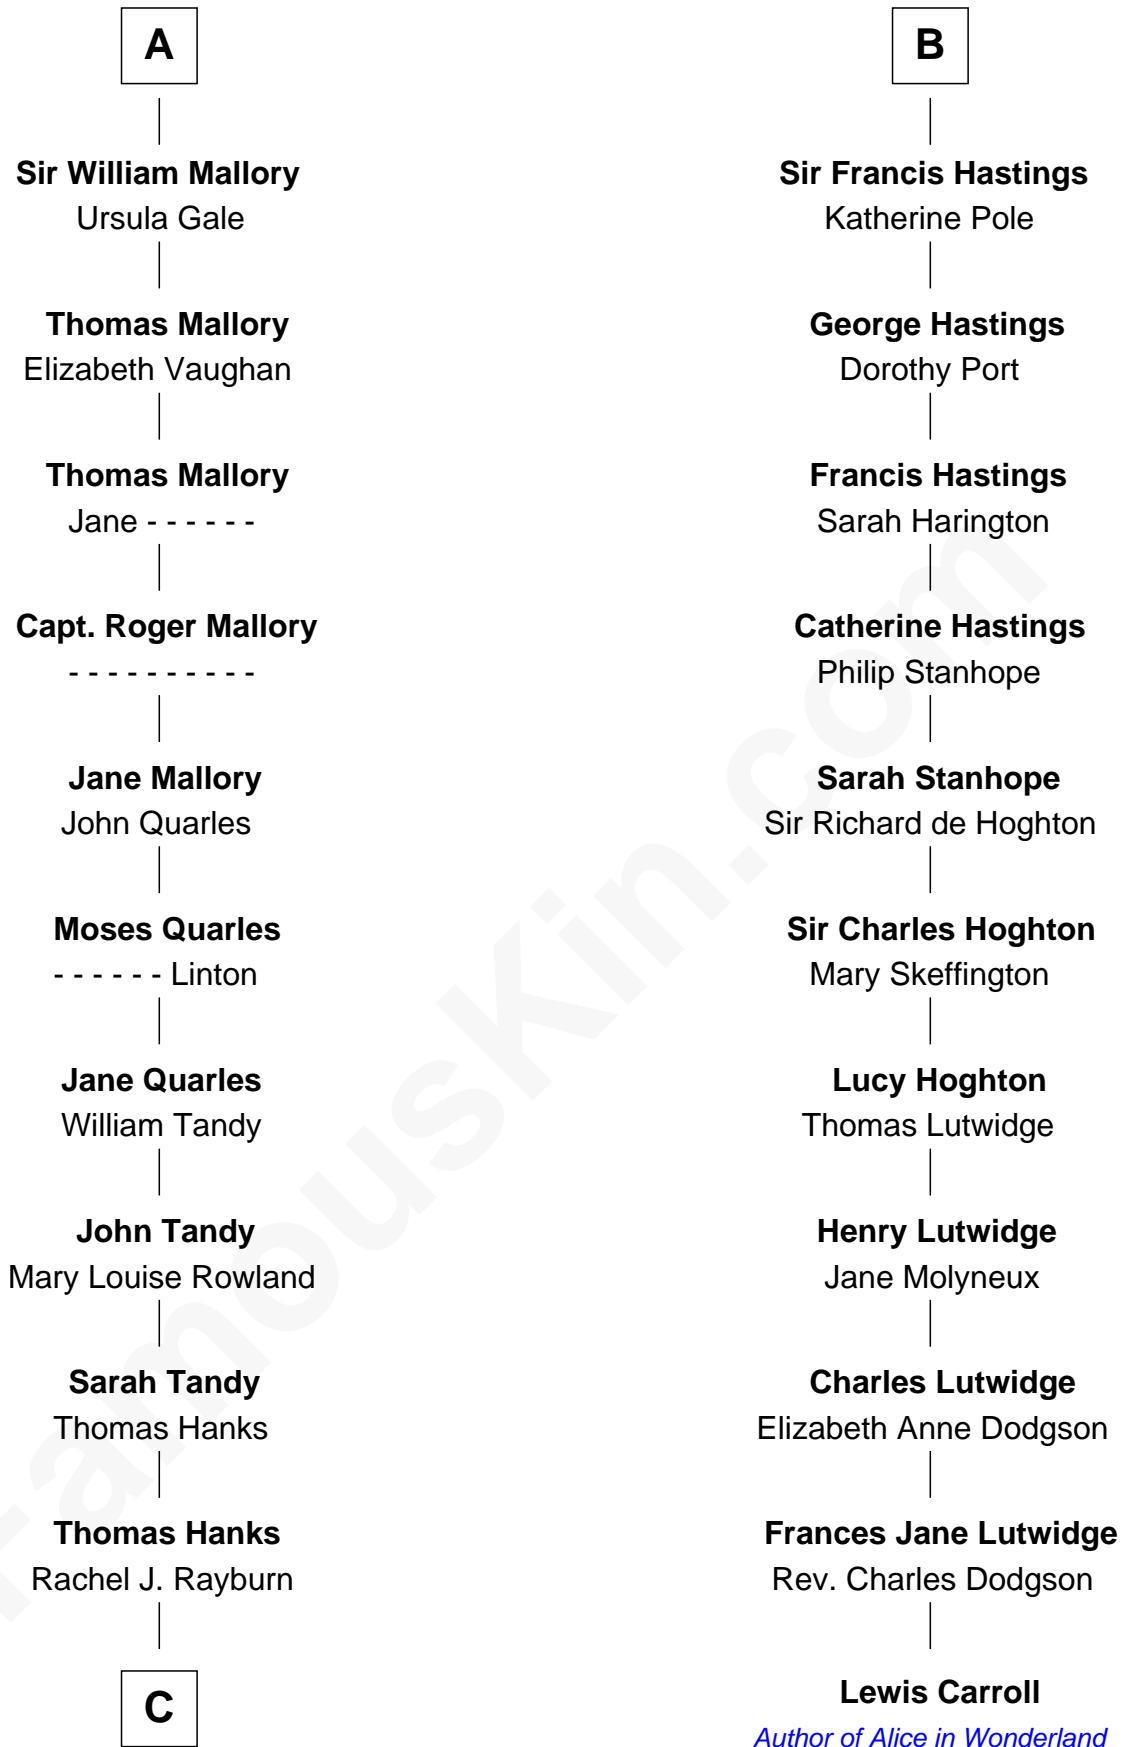 A
Sir William Mallory
Ursula Gale
Thomas Mallory
Elizabeth Vaughan
Thomas Mallory
Jane - - - - - -
Capt. Roger Mallory
- - - - - - - - - -
Jane Mallory
John Quarles
Moses Quarles
- - - - - - Linton
Jane Quarles
William Tandy
John Tandy
Mary Louise Rowland
Sarah Tandy
Thomas Hanks
Thomas Hanks
Rachel J. Rayburn
C
B
Sir Francis Hastings
Katherine Pole
George Hastings
Dorothy Port
Francis Hastings
Sarah Harington
Catherine Hastings
Philip Stanhope
Sarah Stanhope
Sir Richard de Hoghton
Sir Charles Hoghton
Mary Skeffington
Lucy Hoghton
Thomas Lutwidge
Henry Lutwidge
Jane Molyneux
Charles Lutwidge
Elizabeth Anne Dodgson
Frances Jane Lutwidge
Rev. Charles Dodgson
Lewis Carroll
Author of Alice in Wonderland
FamousKin.com